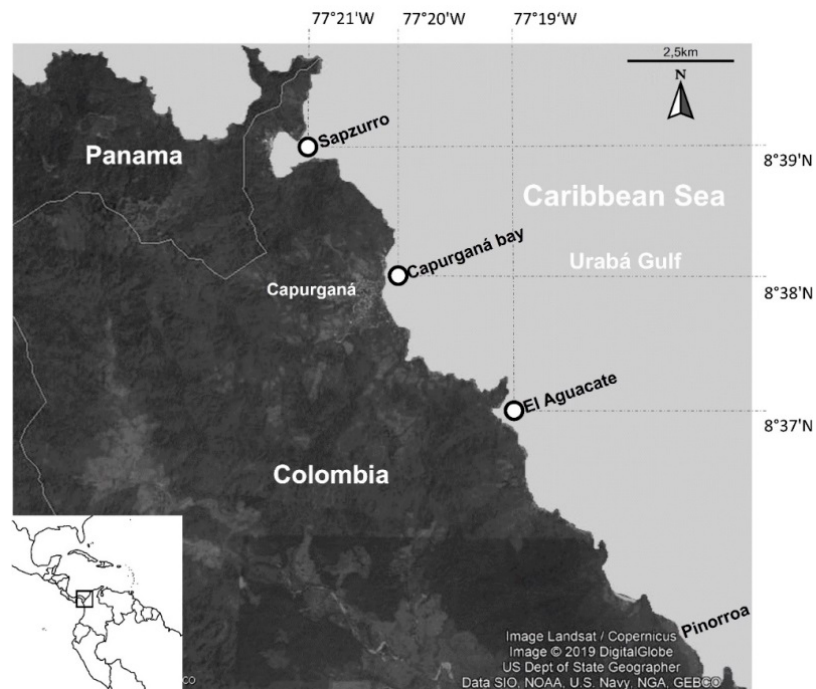 77°21'W
77°20'W
77°19'W
2,5km
N
Sapzurro
Panama
8°39'N
Caribbean Sea
Capurganá bay
Urabá Gulf
Capurganá
8°38'N
El Aguacate
8°37'N
Colombia
Pinorroa
Image Landsat / Copernicus
Image © 2019 DigitalGlobe
US Dept of State Geographer
Data SIO, NOAA, U.S. Navy, NGA, GEBCO
CO